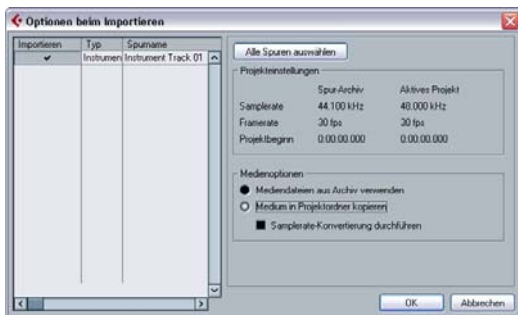 Optionen beim Importieren
Importieren Typ Spurname
Instrumen Instrument Track 01
Alle Spuren auswählen
Projekteinstellungen
Spur-Archiv Aktives Projekt
Samplerate 44.100 kHz 48.000 kHz
Framerate 30 fps 30 fps
Projektbeginn 0:00:00.000 0:00:00.000
Medienoptionen
Mediendateien aus Archiv verwenden
Medium in Projektordner kopieren
Samplerate-Konvertierung durchführen
OK Abbrechen